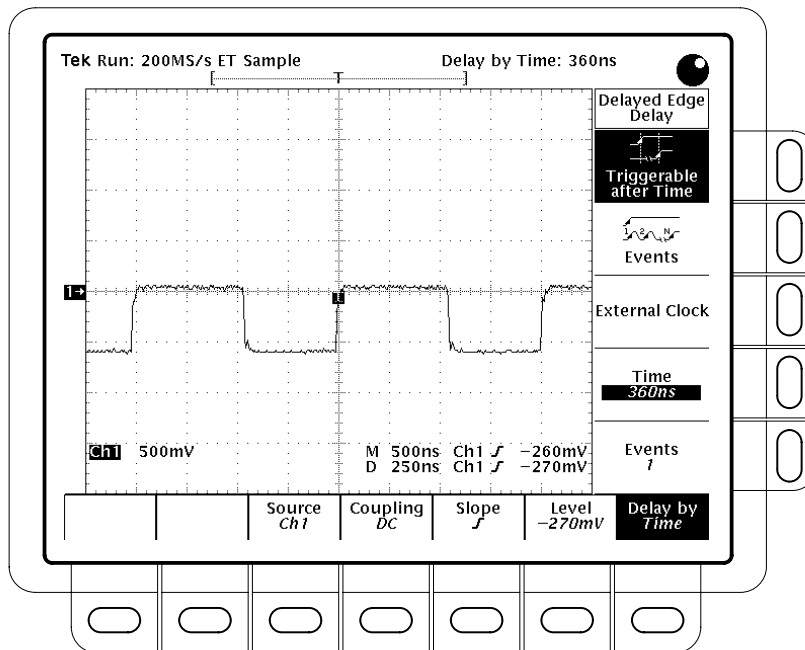 Tek Run: 200MS/s ET Sample Delay by Time: 360ns
[ T ]
Delayed Edge
Delay
Triggerable
after Time
1 2 N
Events
1→
T
External Clock
Time
360ns
Ch1 500mV
M 500ns Ch1 ƒ −260mV
D 250ns Ch1 ƒ −270mV
Events
1
Source
Ch1
Coupling
DC
Slope
ƒ
Level
−270mV
Delay by
Time